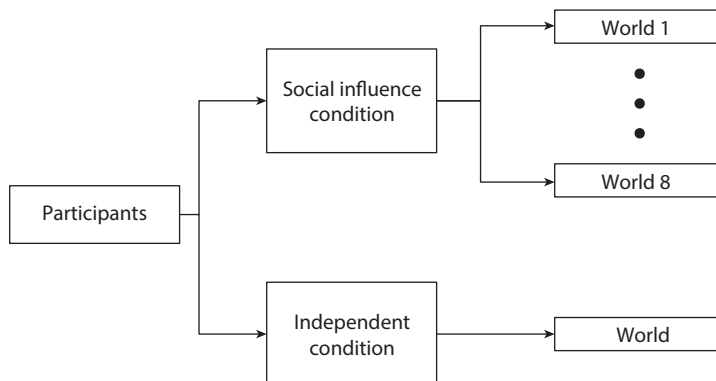 World 1
Social influence
condition
World 8
Participants
Independent
condition
World